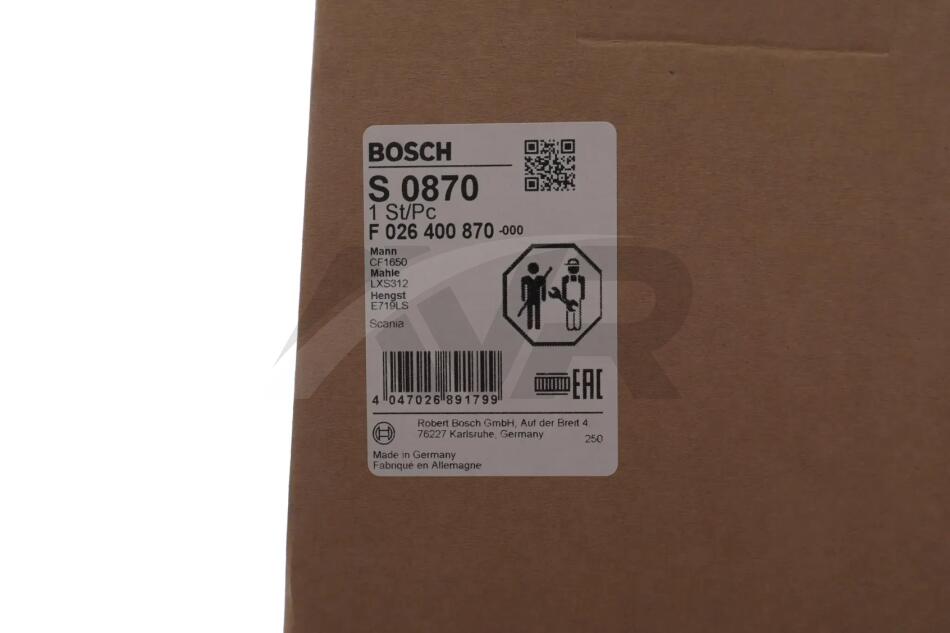 BOSCH
S 0870
1 St/Pc
F 026 400 870 -000
Mann
CF1650
Mahle
LXS312
Hengst
E719LS
Scania
4 047026 891799
EAC
Robert Bosch GmbH, Auf der Breit 4,
76227 Karlsruhe, Germany
250
Made in Germany
Fabriqué en Allemagne